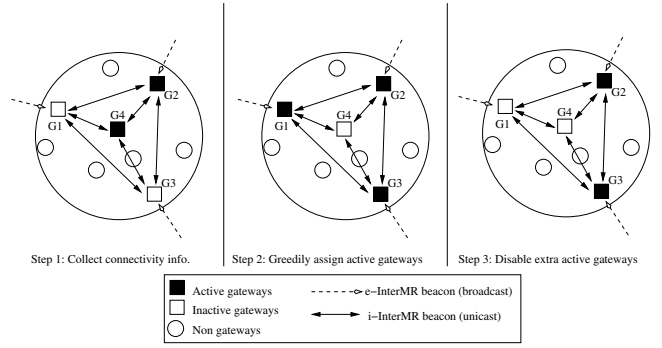 G2
G4
G1
G3
Step 1: Collect connectivity info.
G2
G4
G1
G3
Step 2: Greedily assign active gateways
G2
G4
G1
G3
Step 3: Disable extra active gateways
Active gateways
Inactive gateways
Non gateways
e−InterMR beacon (broadcast)
i−InterMR beacon (unicast)